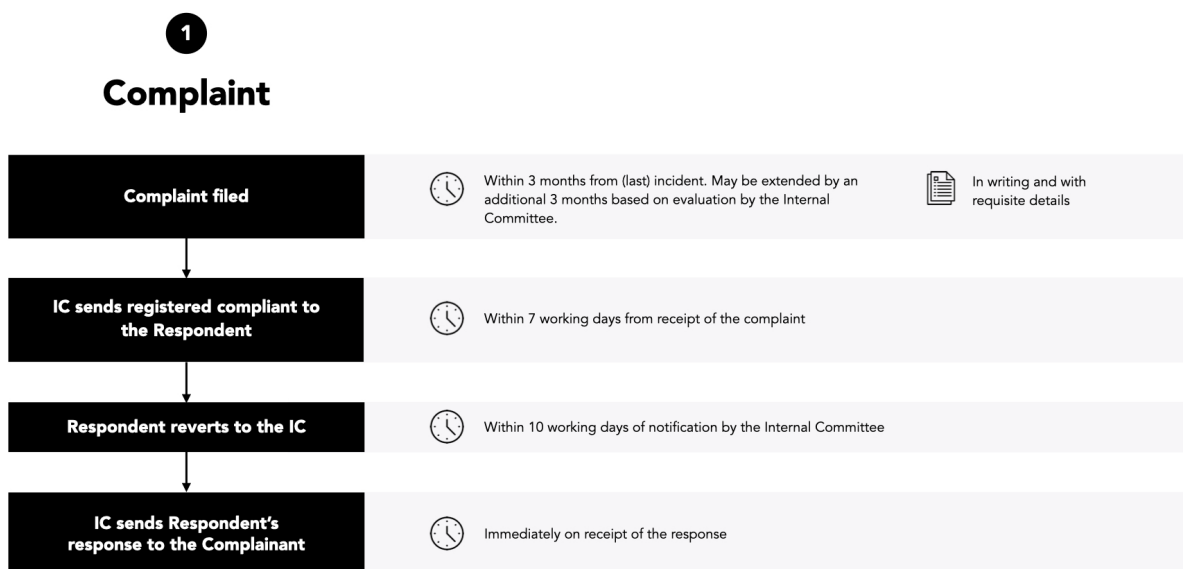 1
Complaint
Complaint filed
Within 3 months from (last) incident. May be extended by an
additional 3 months based on evaluation by the Internal
Committee.
In writing and with
requisite details
IC sends registered compliant to
the Respondent
Within 7 working days from receipt of the complaint
Respondent reverts to the IC
Within 10 working days of notification by the Internal Committee
IC sends Respondent’s
response to the Complainant
Immediately on receipt of the response